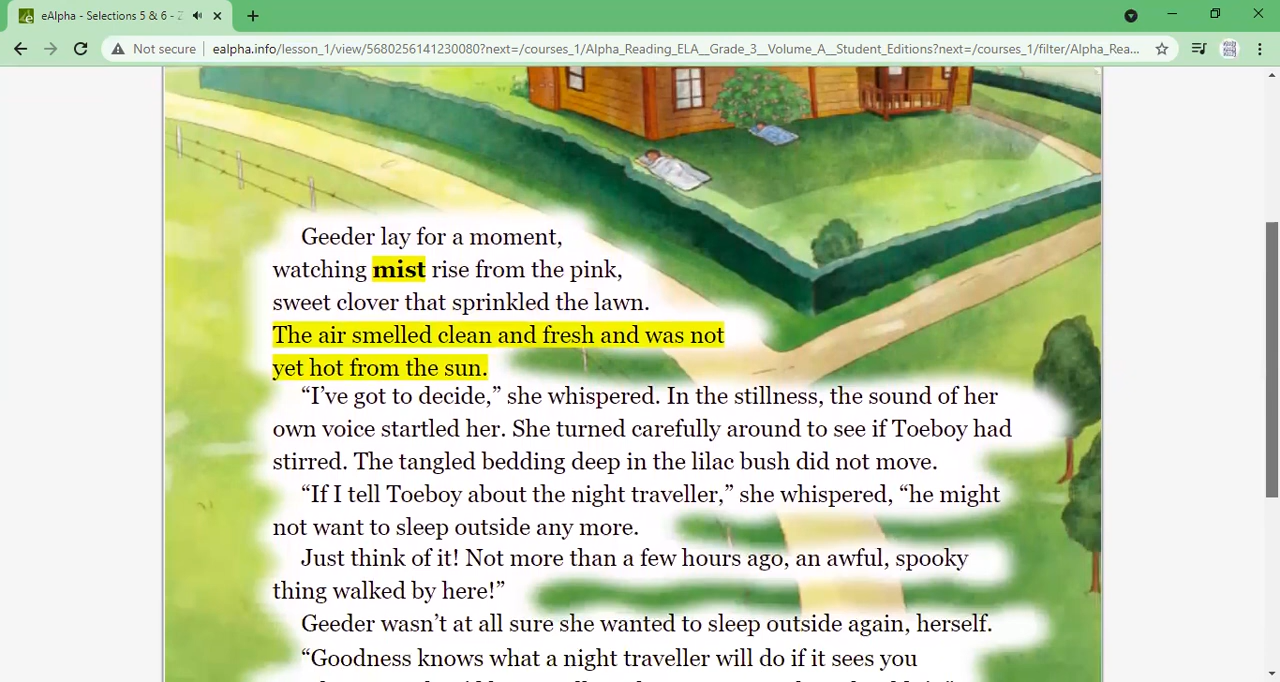 eAlpha - Selections 5 & 6 -
Not secure
ealpha.info/lesson_1/view/5680256141230080?next=/courses_1/Alpha_Reading_ELA__Grade_3__Volume_A__Student_Editions?next=/courses_1/filter/Alpha_Rea...
Geeder lay for a moment,
watching mist rise from the pink,
sweet clover that sprinkled the lawn.
The air smelled clean and fresh and was not
yet hot from the sun.
“I’ve got to decide,” she whispered. In the stillness, the sound of her
own voice startled her. She turned carefully around to see if Toeboy had
stirred. The tangled bedding deep in the lilac bush did not move.
“If I tell Toeboy about the night traveller,” she whispered, “he might
not want to sleep outside any more.
Just think of it! Not more than a few hours ago, an awful, spooky
thing walked by here!”
Geeder wasn’t at all sure she wanted to sleep outside again, herself.
“Goodness knows what a night traveller will do if it sees you